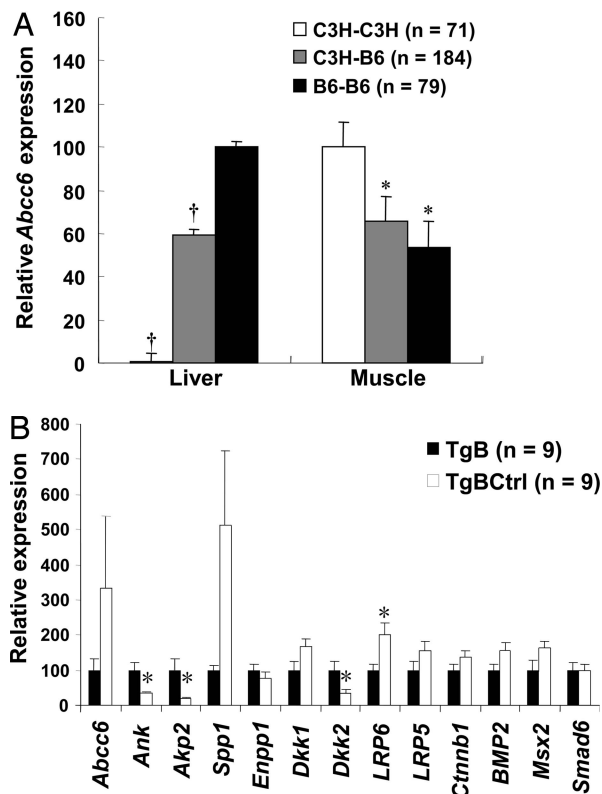 A
Relative Abcc6 expression
160
140
120
100
80
60
40
20
0
C3H-C3H (n = 71)
C3H-B6 (n = 184)
B6-B6 (n = 79)
†
†
*
*
Liver
Muscle
B
Relative expression
800
700
600
500
400
300
200
100
0
TgB (n = 9)
TgBCtrl (n = 9)
*
*
*
*
Abcc6
Ank
Akp2
Spp1
Enpp1
Dkk1
Dkk2
LRP6
LRP5
Ctnnb1
BMP2
Msx2
Smad6